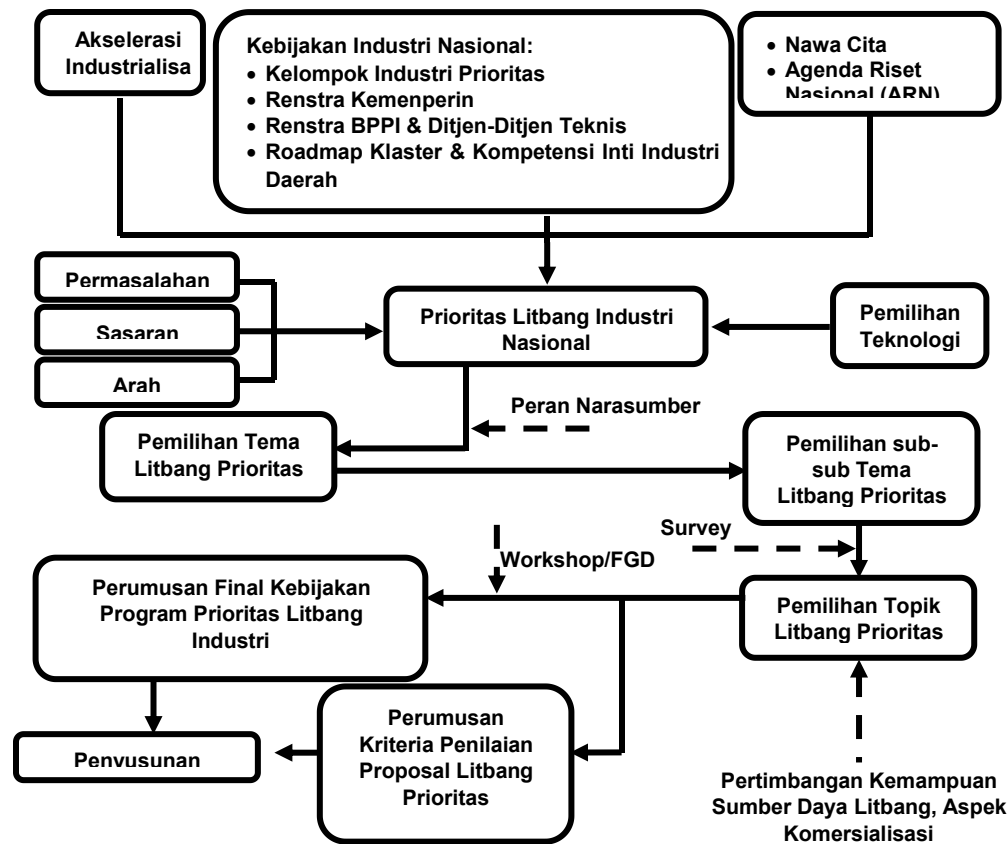 Akselerasi
Industrialisa
Kebijakan Industri Nasional:
• Kelompok Industri Prioritas
• Renstra Kemenperin
• Renstra BPPI & Ditjen-Ditjen Teknis
• Roadmap Klaster & Kompetensi Inti Industri
Daerah
• Nawa Cita
• Agenda Riset
Nasional (ARN)
Permasalahan
Sasaran
Arah
Prioritas Litbang Industri
Nasional
Pemilihan
Teknologi
Peran Narasumber
Pemilihan Tema
Litbang Prioritas
Pemilihan sub-
sub Tema
Litbang Prioritas
Survey
Workshop/FGD
Perumusan Final Kebijakan
Program Prioritas Litbang
Industri
Pemilihan Topik
Litbang Prioritas
Perumusan
Kriteria Penilaian
Proposal Litbang
Prioritas
Penyusunan
Pertimbangan Kemampuan
Sumber Daya Litbang, Aspek
Komersialisasi